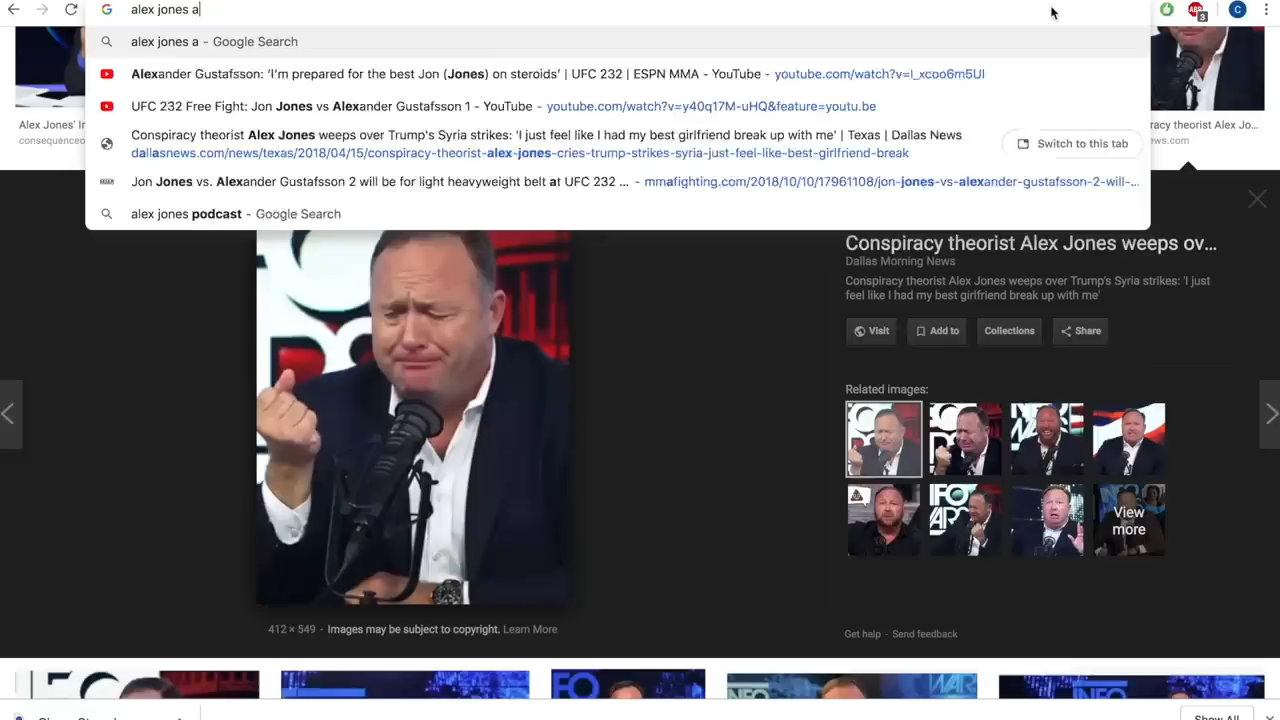 alex jones a
alex jones a - Google Search
Alexander Gustafsson: 'I'm prepared for the best Jon (Jones) on steroids' | UFC 232 | ESPN MMA - YouTube - youtube.com/watch?v=l_xcoo6m5UI
UFC 232 Free Fight: Jon Jones vs Alexander Gustafsson 1 - YouTube - youtube.com/watch?v=y40q17M-uHQ&feature=youtu.be
Conspiracy theorist Alex Jones weeps over Trump's Syria strikes: 'I just feel like I had my best girlfriend break up with me' | Texas | Dallas News
dallasnews.com/news/texas/2018/04/15/conspiracy-theorist-alex-jones-cries-trump-strikes-syria-just-feel-like-best-girlfriend-break
Switch to this tab
Jon Jones vs. Alexander Gustafsson 2 will be for light heavyweight belt at UFC 232 ... - mmafighting.com/2018/10/10/17961108/jon-jones-vs-alexander-gustafsson-2-will-...
alex jones podcast - Google Search
ABP
3
C
Alex Jones' I
consequenceo
racy theorist Alex Jo...
ews.com
Conspiracy theorist Alex Jones weeps ov...
Dallas Morning News
Conspiracy theorist Alex Jones weeps over Trump's Syria strikes: 'I just
feel like I had my best girlfriend break up with me'
Visit
Add to
Collections
Share
Related images:
View
more
412 × 549 - Images may be subject to copyright. Learn More
Get help - Send feedback
Show All